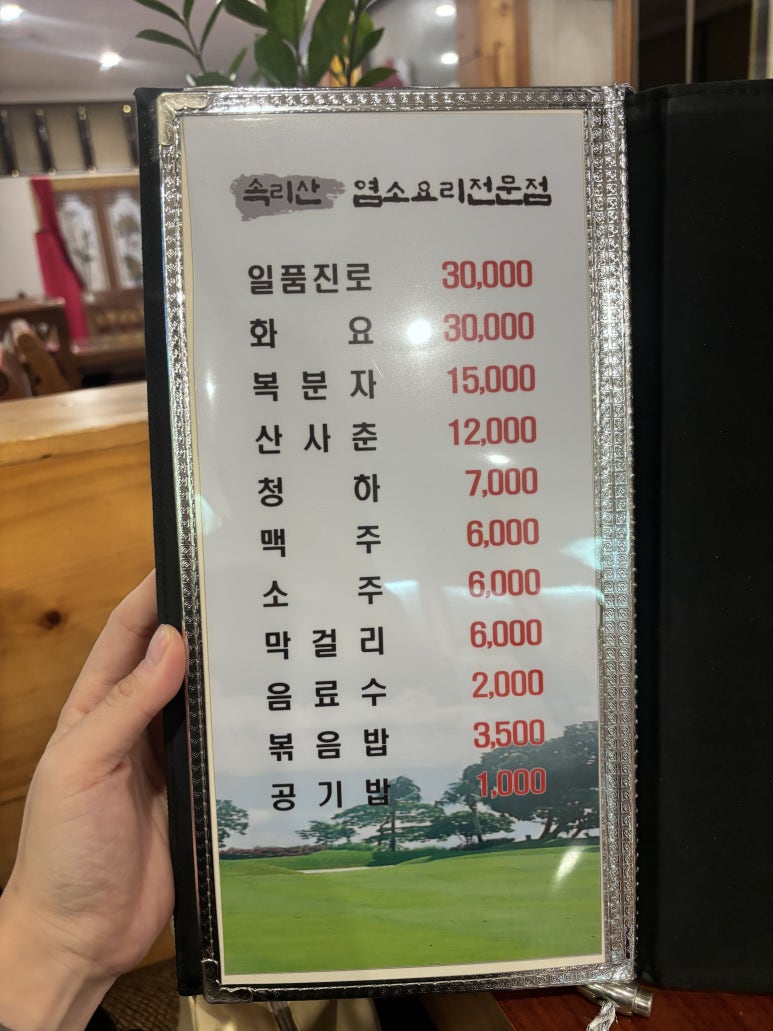 속리산 염소요리전문점
일품진로 30,000
화 요 30,000
복 분 자 15,000
산 사 춘 12,000
청 하 7,000
맥 주 6,000
소 주 6,000
막 걸 리 6,000
음 료 수 2,000
볶 음 밥 3,500
공 기 밥 1,000